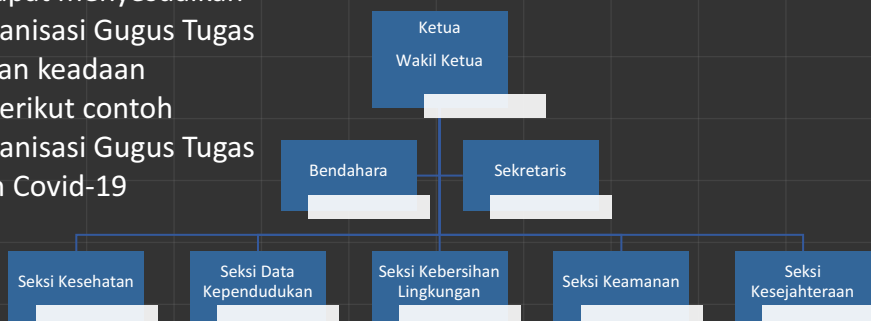 anisasi Gugus Tugas
an keadaan
erikut contoh
anisasi Gugus Tugas
Covid-19
Ketua
Wakil Ketua
Bendahara
Sekretaris
Seksi Kesehatan
Seksi Data
Kependudukan
Seksi Kebersihan
Lingkungan
Seksi Keamanan
Seksi
Kesejahteraan